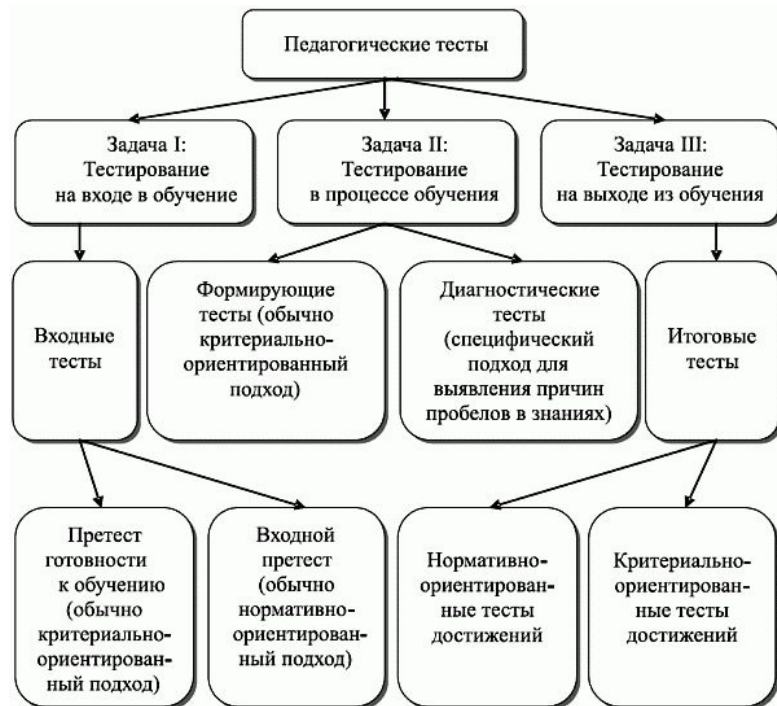 Педагогические тесты
Задача I:
Тестирование
на входе в обучение
Задача II:
Тестирование
в процессе обучения
Задача III:
Тестирование
на выходе из обучения
Входные
тесты
Формирующие
тесты (обычно
критериально-
ориентированный
подход)
Диагностические
тесты
(специфический
подход для
выявления причин
пробелов в знаниях)
Итоговые
тесты
Претест
готовности
к обучению
(обычно
критериально-
ориентирован-
ный подход)
Входной
претест
(обычно
нормативно-
ориентирован-
ный подход)
Нормативно-
ориентирован-
ные тесты
достижений
Критериально-
ориентирован-
ные тесты
достижений